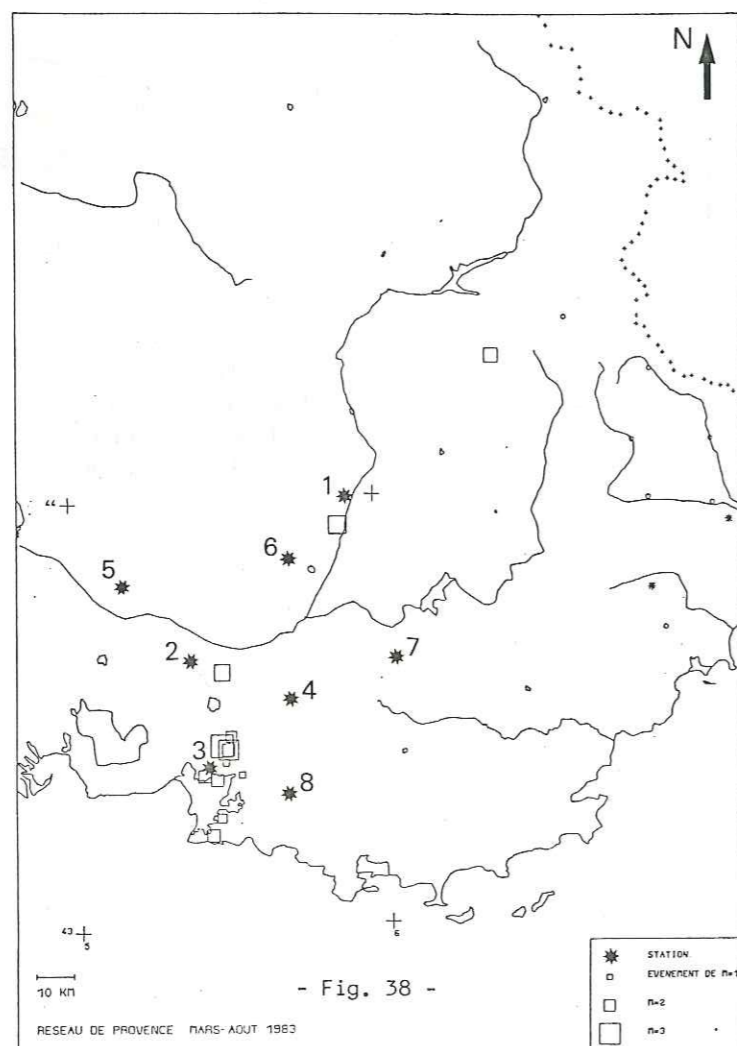 N
1
44
6
5
2
7
4
3
8
43
5
6
10 KM
- Fig. 38 -
STATION
EVENEMENT DE M=1
M=2
M=3
RESEAU DE PROVENCE MARS-AOUT 1983